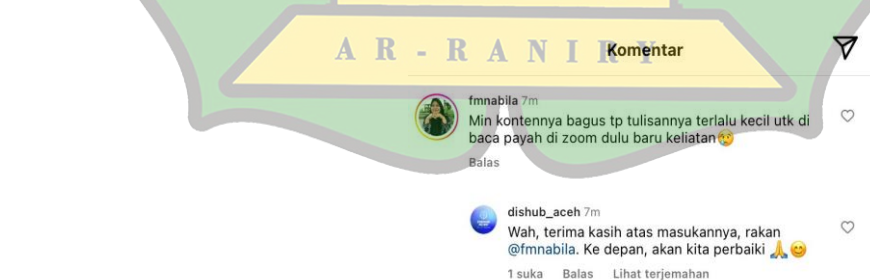 AR-RANIRY
Komentar
fmnabila 7m
Min kontennya bagus tp tulisannya terlalu kecil utk di
baca payah di zoom dulu baru keliatan😢
Balas
dishub_aceh 7m
Wah, terima kasih atas masukannya, rakan
@fmnabila. Ke depan, akan kita perbaiki 🙏😊
1 suka Balas Lihat terjemahan